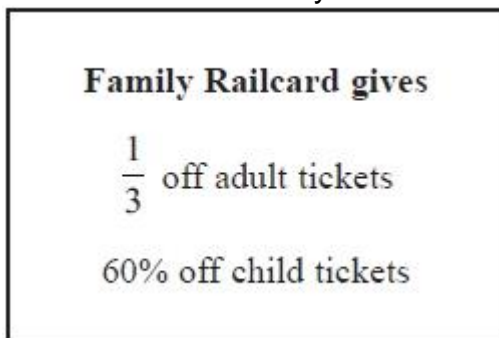 Family Railcard gives
1/3 off adult tickets
60% off child tickets